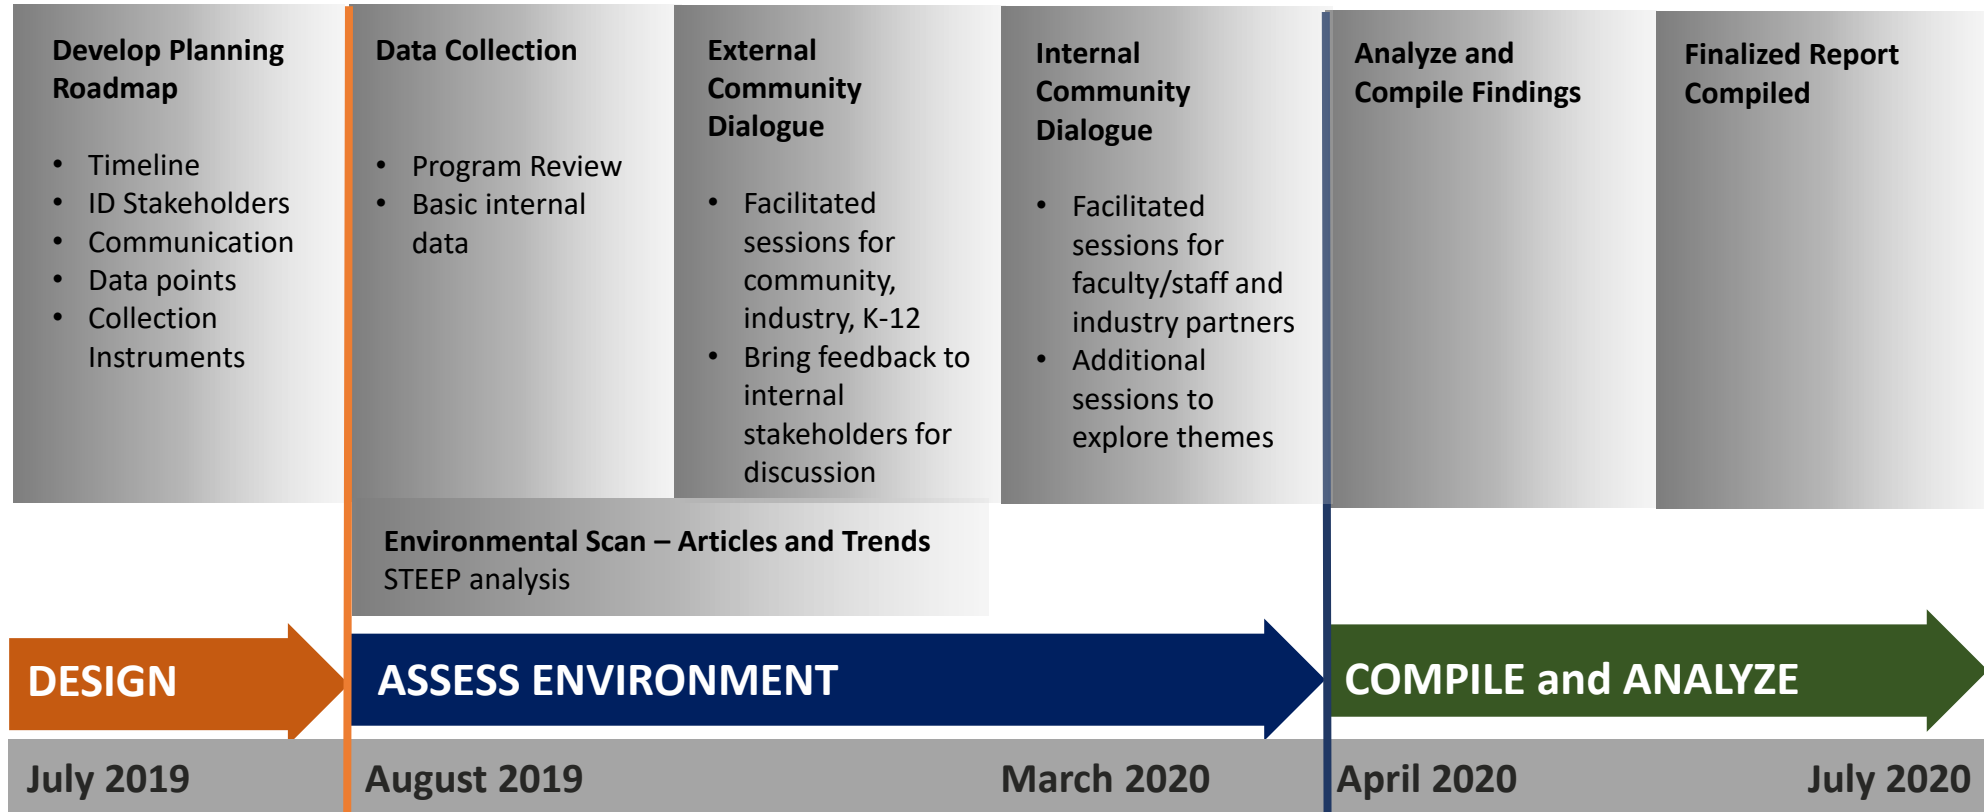 Develop Planning
Roadmap
• Timeline
• ID Stakeholders
• Communication
• Data points
• Collection
Instruments
Data Collection
• Program Review
• Basic internal
data
External
Community
Dialogue
• Facilitated
sessions for
community,
industry, K-12
• Bring feedback to
internal
stakeholders for
discussion
Internal
Community
Dialogue
• Facilitated
sessions for
faculty/staff and
industry partners
• Additional
sessions to
explore themes
Analyze and
Compile Findings
Finalized Report
Compiled
Environmental Scan – Articles and Trends
STEEP analysis
DESIGN
ASSESS ENVIRONMENT
COMPILE and ANALYZE
July 2019
August 2019
March 2020
April 2020
July 2020